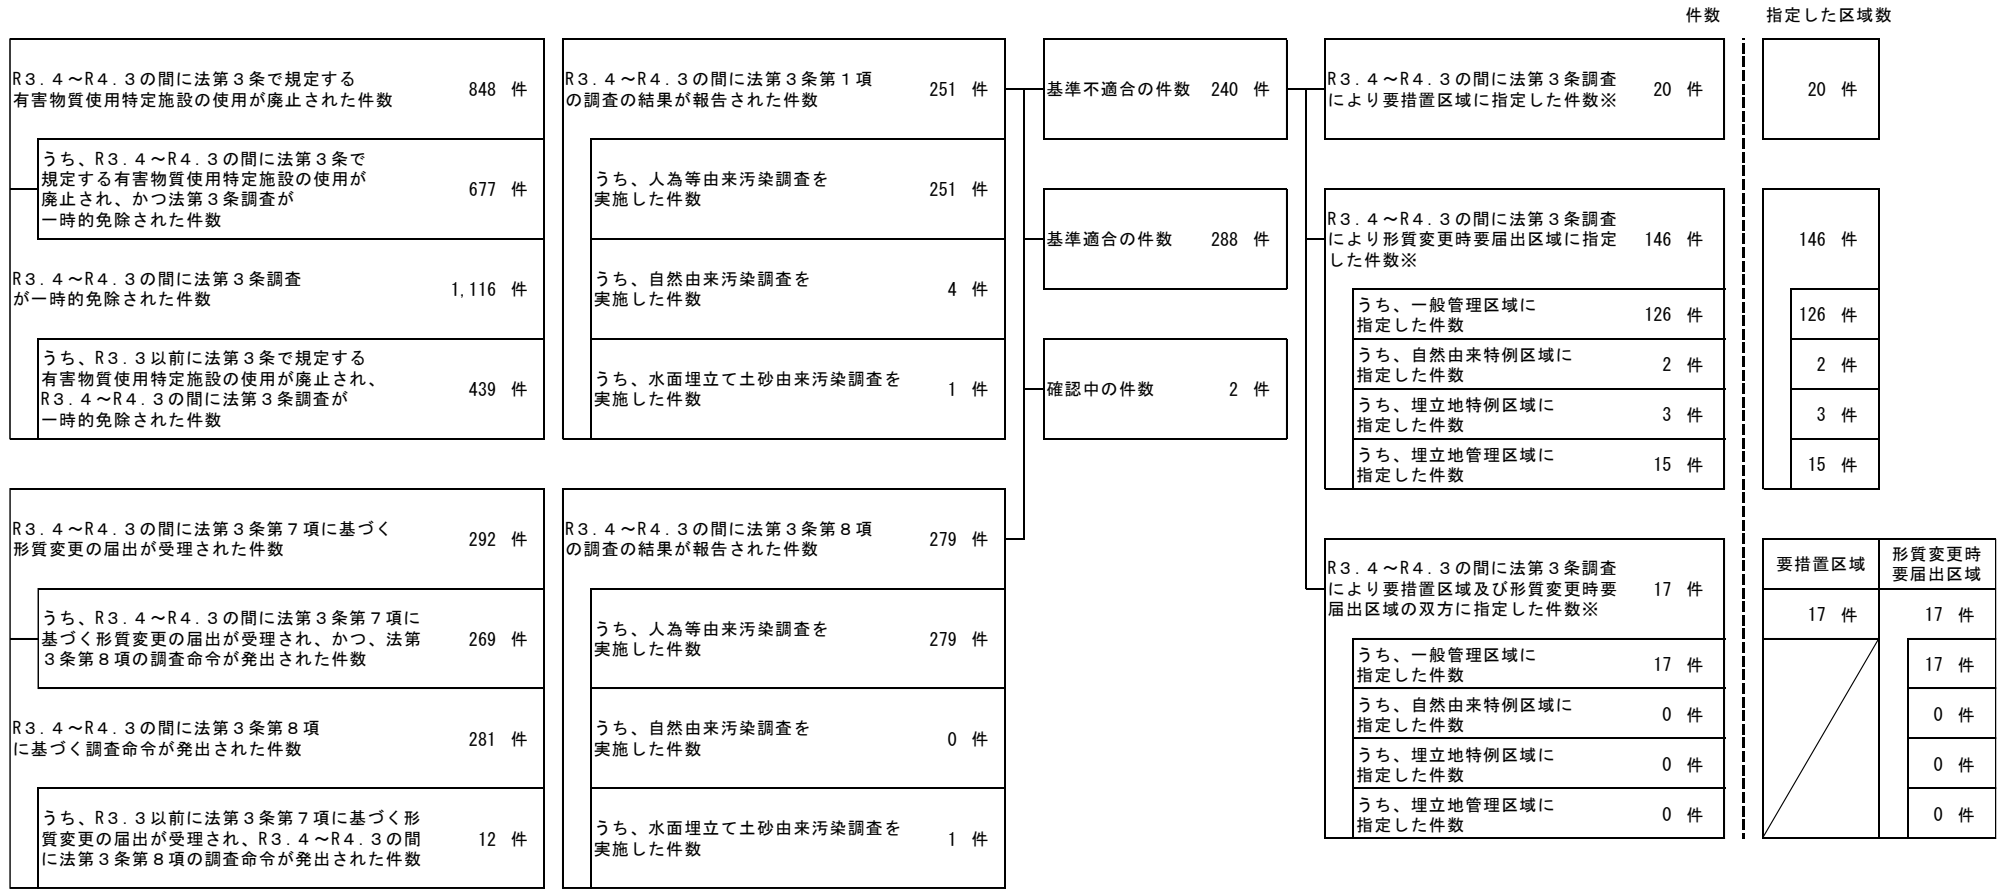 件数
指定した区域数
R３.４～R４.３の間に法第３条で規定する
有害物質使用特定施設の使用が廃止された件数
848 件
うち、R３.４～R４.３の間に法第３条で
規定する有害物質使用特定施設の使用が
廃止され、かつ法第３条調査が
一時的免除された件数
677 件
R３.４～R４.３の間に法第３条調査
が一時的免除された件数
1,116 件
うち、R３.３以前に法第３条で規定する
有害物質使用特定施設の使用が廃止され、
R３.４～R４.３の間に法第３条調査が
一時的免除された件数
439 件
R３.４～R４.３の間に法第３条第７項に基づく
形質変更の届出が受理された件数
292 件
うち、R３.４～R４.３の間に法第３条第７項に
基づく形質変更の届出が受理され、かつ、法第
３条第８項の調査命令が発出された件数
269 件
R３.４～R４.３の間に法第３条第８項
に基づく調査命令が発出された件数
281 件
うち、R３.３以前に法第３条第７項に基づく形
質変更の届出が受理され、R３.４～R４.３の間
に法第３条第８項の調査命令が発出された件数
12 件
R３.４～R４.３の間に法第３条第１項
の調査の結果が報告された件数
251 件
うち、人為等由来汚染調査を
実施した件数
251 件
うち、自然由来汚染調査を
実施した件数
4 件
うち、水面埋立て土砂由来汚染調査を
実施した件数
1 件
R３.４～R４.３の間に法第３条第８項
の調査の結果が報告された件数
279 件
うち、人為等由来汚染調査を
実施した件数
279 件
うち、自然由来汚染調査を
実施した件数
0 件
うち、水面埋立て土砂由来汚染調査を
実施した件数
1 件
基準不適合の件数 240 件
基準適合の件数 288 件
確認中の件数 2 件
R３.４～R４.３の間に法第３条調査
により要措置区域に指定した件数※
20 件
20 件
R３.４～R４.３の間に法第３条調査
により形質変更時要届出区域に指定
した件数※
146 件
146 件
うち、一般管理区域に
指定した件数
126 件
126 件
うち、自然由来特例区域に
指定した件数
2 件
2 件
うち、埋立地特例区域に
指定した件数
3 件
3 件
うち、埋立地管理区域に
指定した件数
15 件
15 件
R３.４～R４.３の間に法第３条調査
により要措置区域及び形質変更時要
届出区域の双方に指定した件数※
17 件
要措置区域
形質変更時
要届出区域
17 件
17 件
うち、一般管理区域に
指定した件数
17 件
17 件
うち、自然由来特例区域に
指定した件数
0 件
0 件
うち、埋立地特例区域に
指定した件数
0 件
0 件
うち、埋立地管理区域に
指定した件数
0 件
0 件